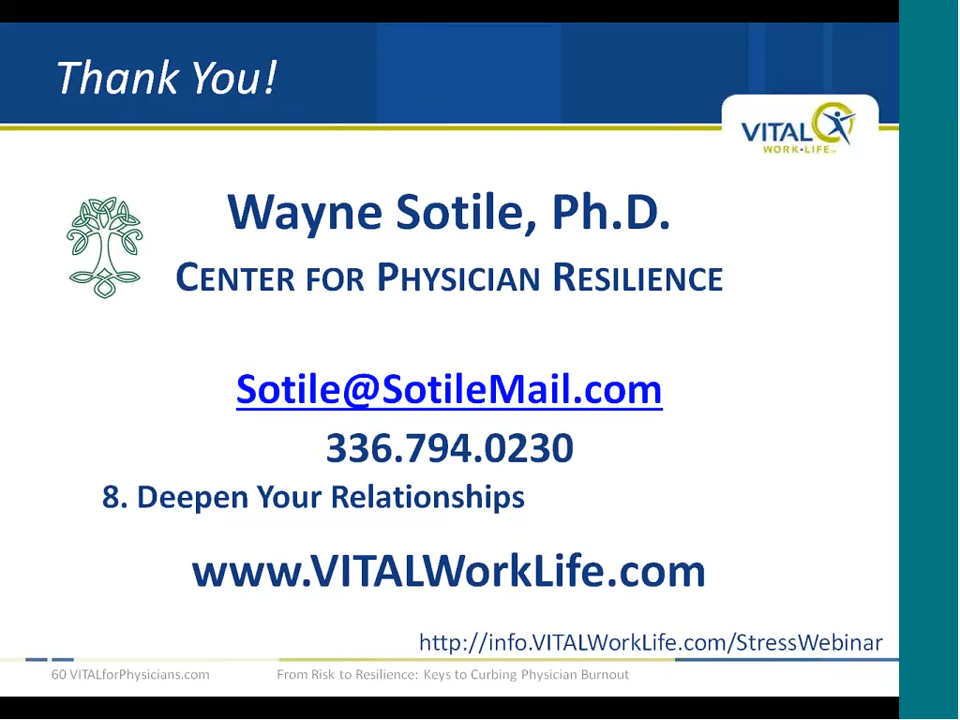 Thank You!
VITAL
WORK•LIFE
Wayne Sotile, Ph.D.
CENTER FOR PHYSICIAN RESILIENCE
Sotile@SotileMail.com
336.794.0230
8. Deepen Your Relationships
www.VITALWorkLife.com
http://info.VITALWorkLife.com/StressWebinar
60 VITALforPhysicians.com
From Risk to Resilience: Keys to Curbing Physician Burnout